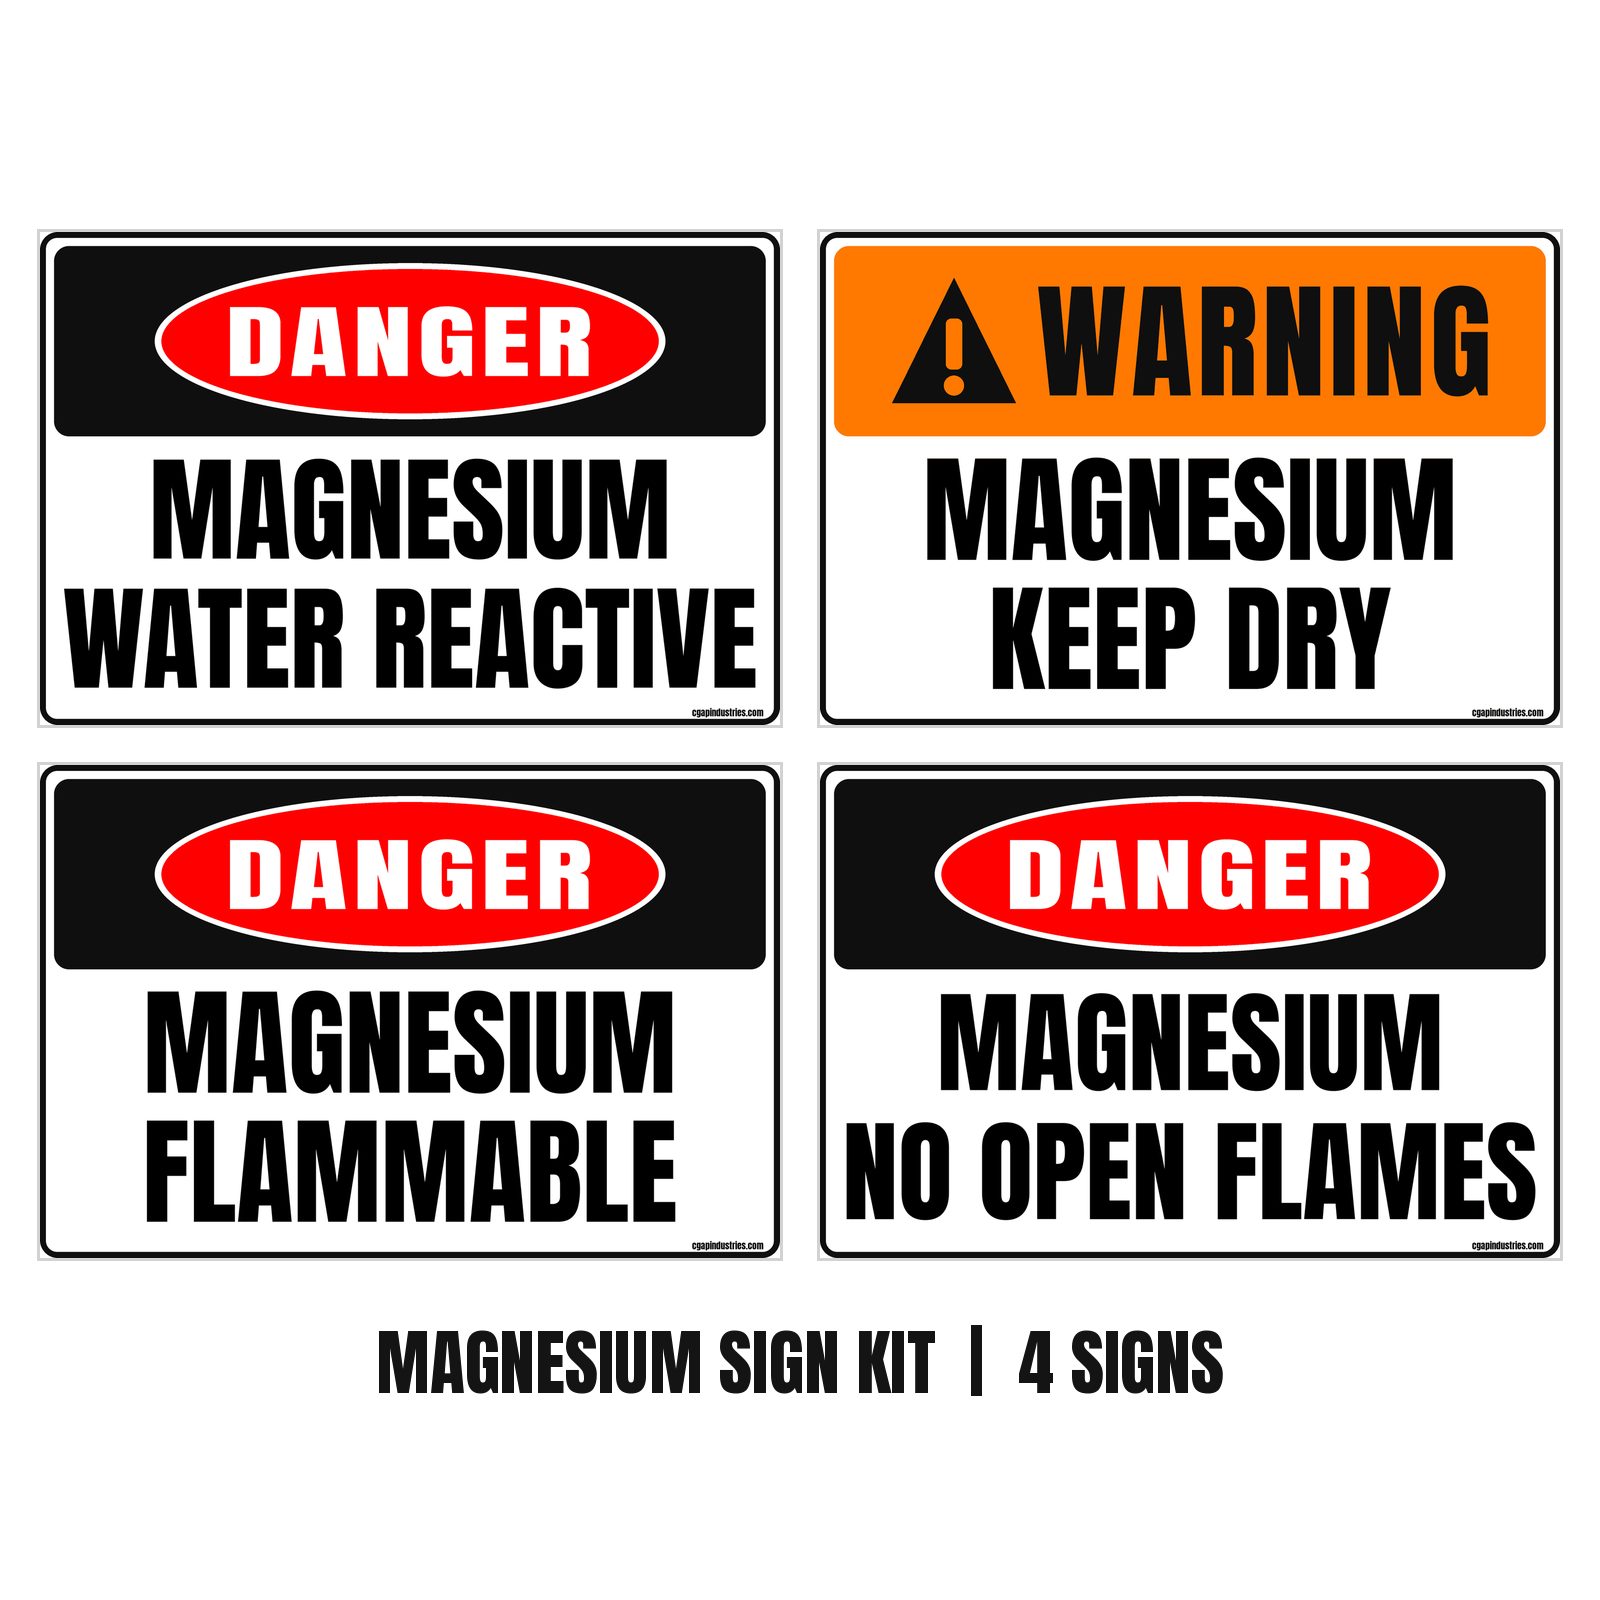 DANGER
MAGNESIUM
WATER REACTIVE
cgapindustries.com
WARNING
MAGNESIUM
KEEP DRY
cgapindustries.com
DANGER
MAGNESIUM
FLAMMABLE
cgapindustries.com
DANGER
MAGNESIUM
NO OPEN FLAMES
cgapindustries.com
MAGNESIUM SIGN KIT | 4 SIGNS